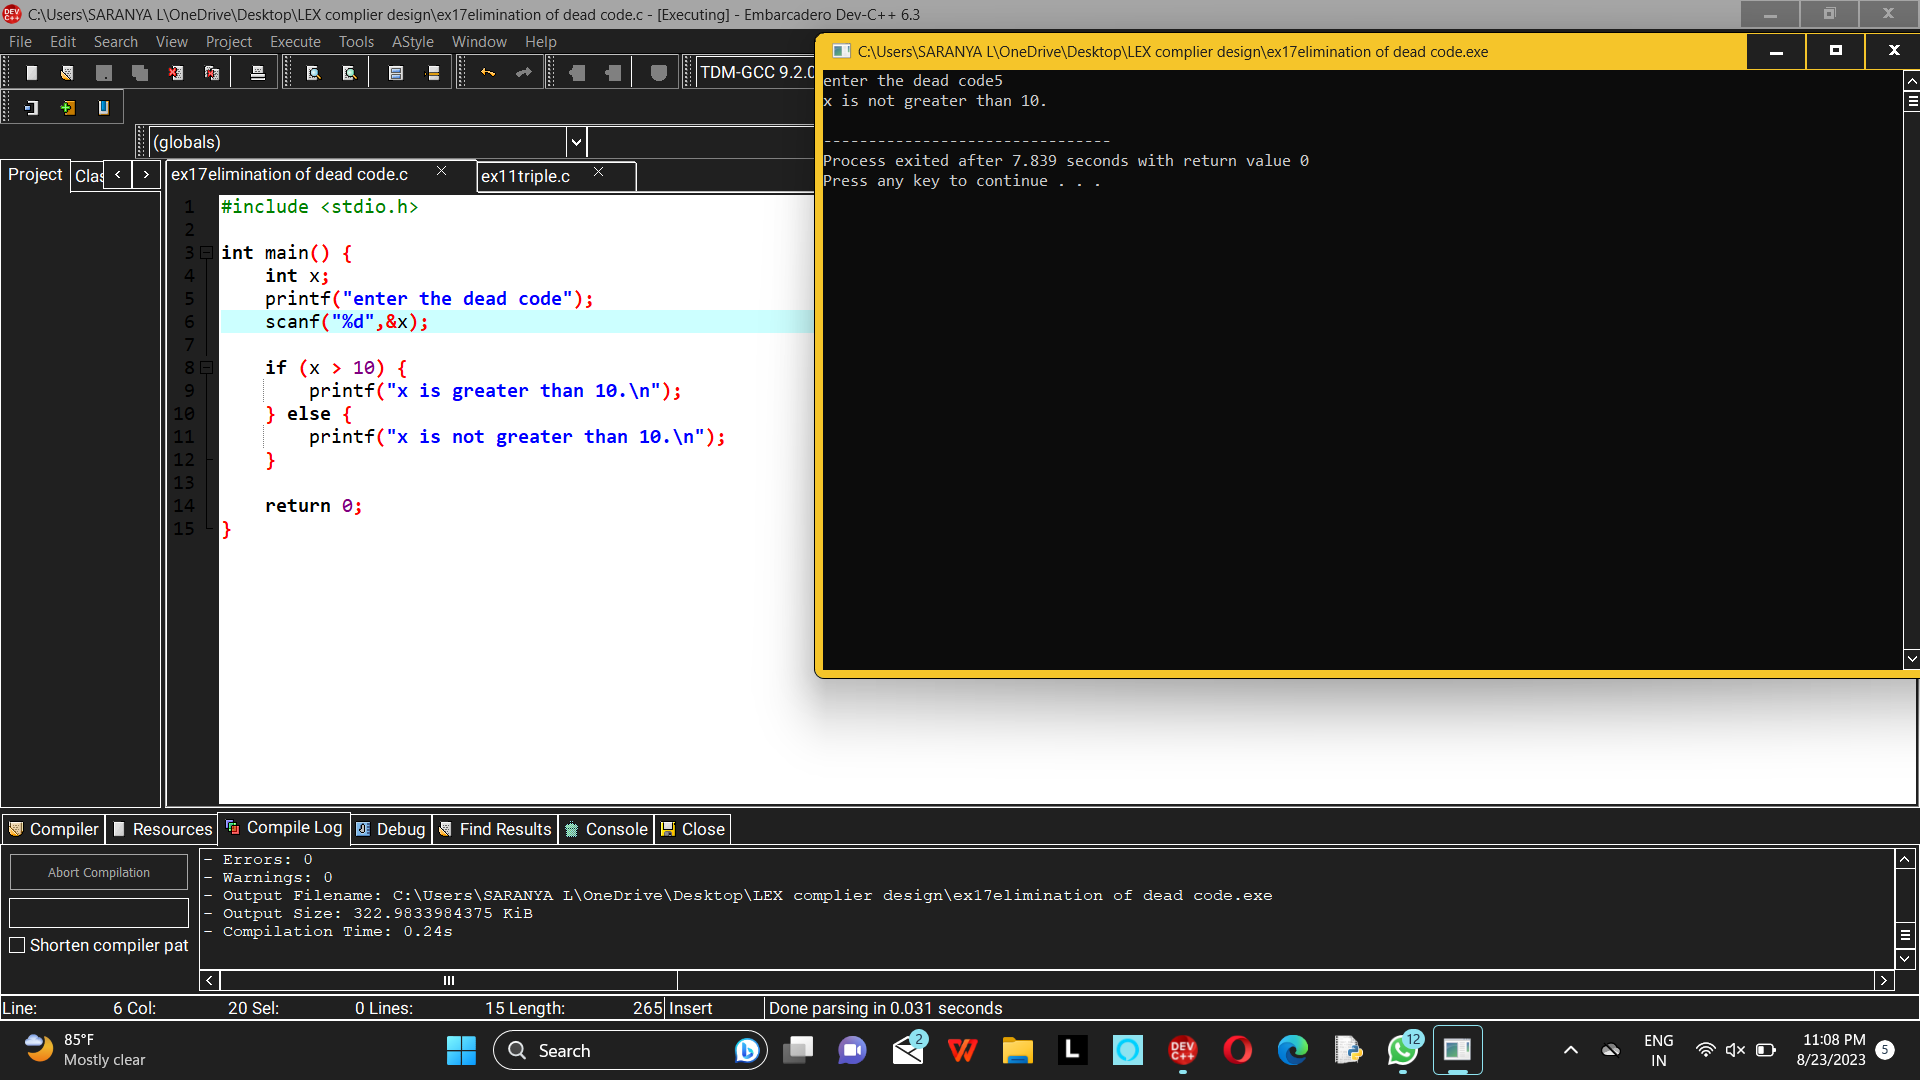 C:\Users\SARANYA L\OneDrive\Desktop\LEX complier design\ex17elimination of dead code.c - [Executing] - Embarcadero Dev-C++ 6.3
File Edit Search View Project Execute Tools AStyle Window Help
TDM-GCC 9.2.0
(globals)
Project Clas
ex17elimination of dead code.c ex11triple.c
1 #include <stdio.h>
2
3 int main() {
4 int x;
5 printf("enter the dead code");
6 scanf("%d",&x);
7
8 if (x > 10) {
9 printf("x is greater than 10.\n");
10 } else {
11 printf("x is not greater than 10.\n");
12 }
13
14 return 0;
15 }
C:\Users\SARANYA L\OneDrive\Desktop\LEX complier design\ex17elimination of dead code.exe
enter the dead code5
x is not greater than 10.
--------------------------------
Process exited after 7.839 seconds with return value 0
Press any key to continue . . .
Compiler Resources Compile Log Debug Find Results Console Close
Abort Compilation
Shorten compiler pat
- Errors: 0
- Warnings: 0
- Output Filename: C:\Users\SARANYA L\OneDrive\Desktop\LEX complier design\ex17elimination of dead code.exe
- Output Size: 322.9833984375 KiB
- Compilation Time: 0.24s
Line: 6 Col: 20 Sel: 0 Lines: 15 Length: 265 Insert Done parsing in 0.031 seconds
85°F
Mostly clear
Search
2
L
DEV C++
12
ENG
IN
11:08 PM
8/23/2023
5